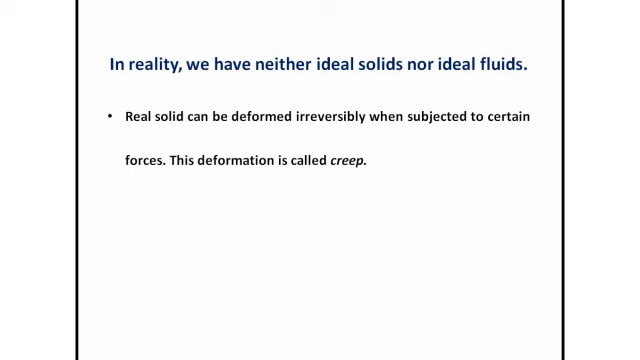 In reality, we have neither ideal solids nor ideal fluids.
• Real solid can be deformed irreversibly when subjected to certain
forces. This deformation is called creep.